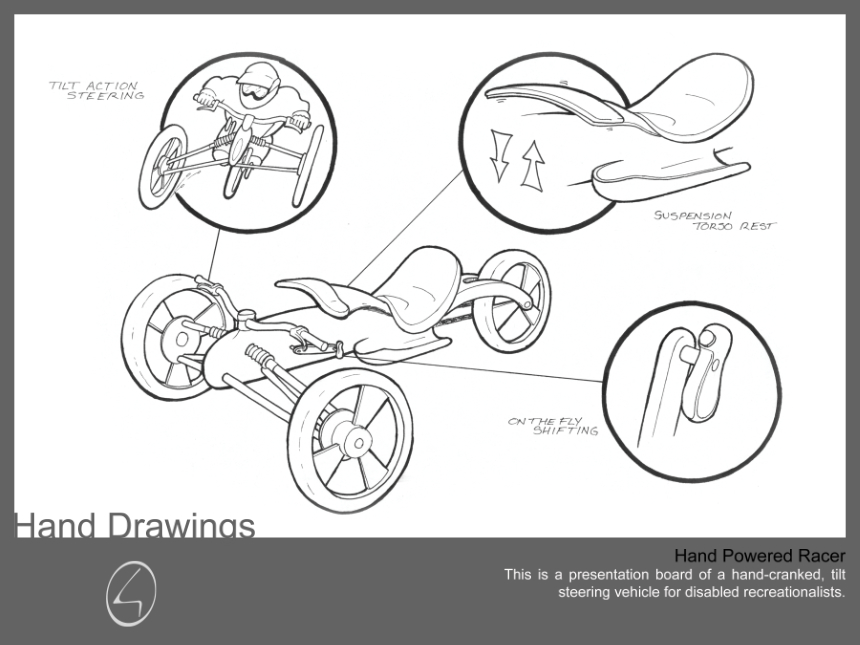 TILT ACTION
STEERING
SUSPENSION
TORSO REST
ON THE FLY
SHIFTING
Hand Drawings
Hand Powered Racer
This is a presentation board of a hand-cranked, tilt
steering vehicle for disabled recreationalists.